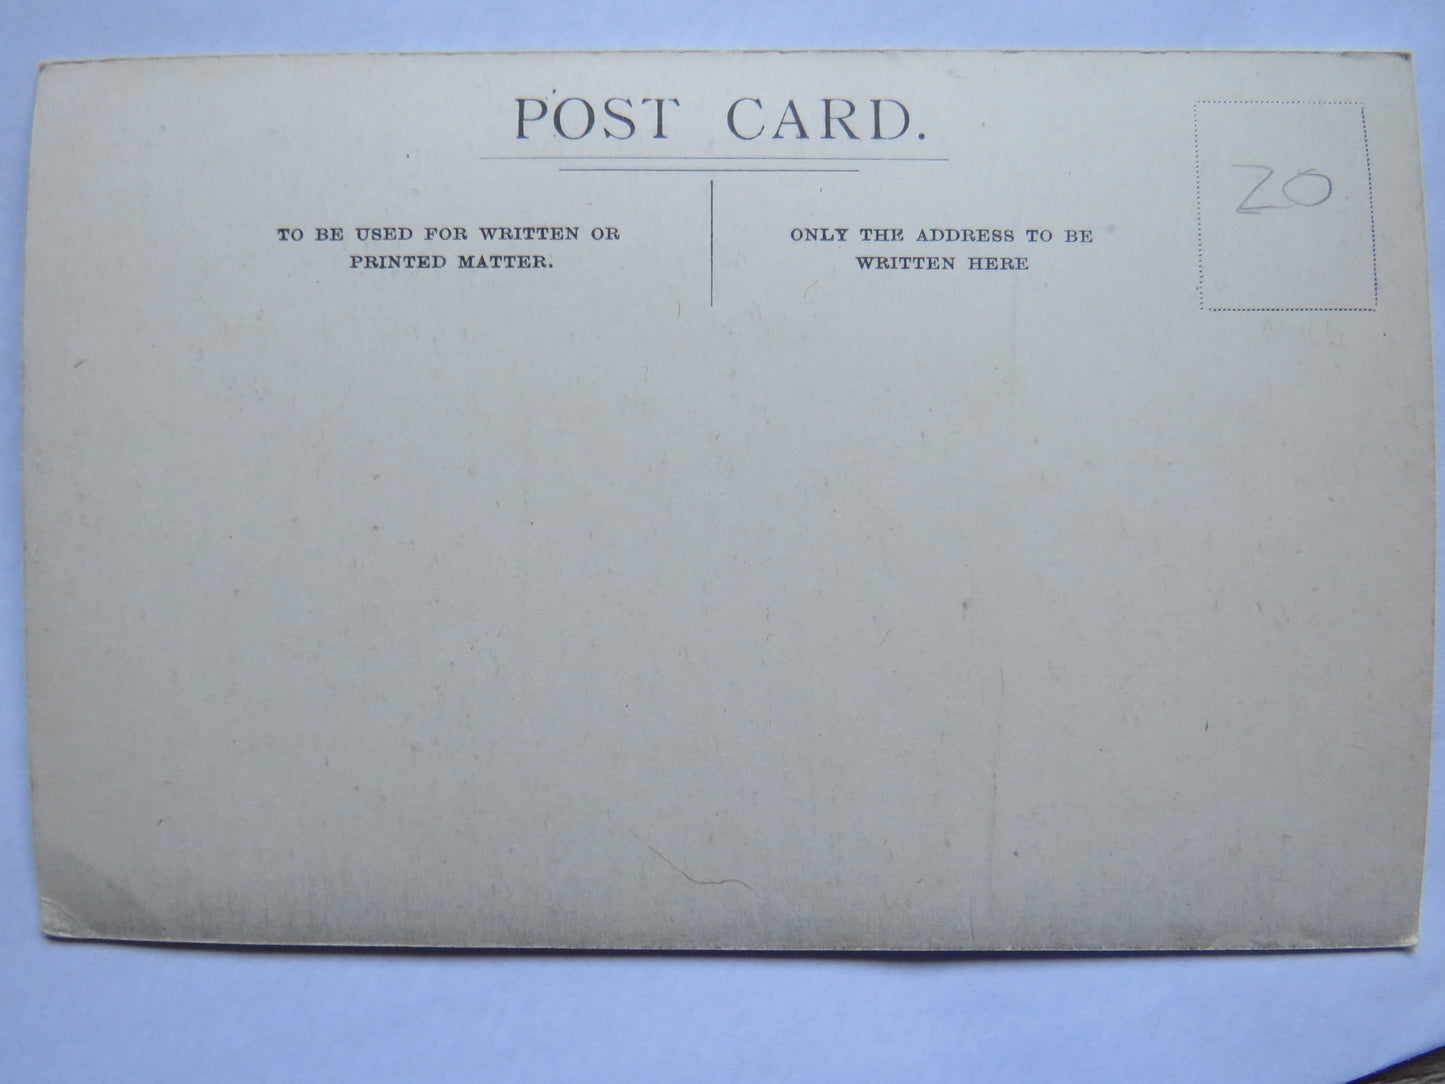 POST CARD.
TO BE USED FOR WRITTEN OR
PRINTED MATTER.
ONLY THE ADDRESS TO BE
WRITTEN HERE
20